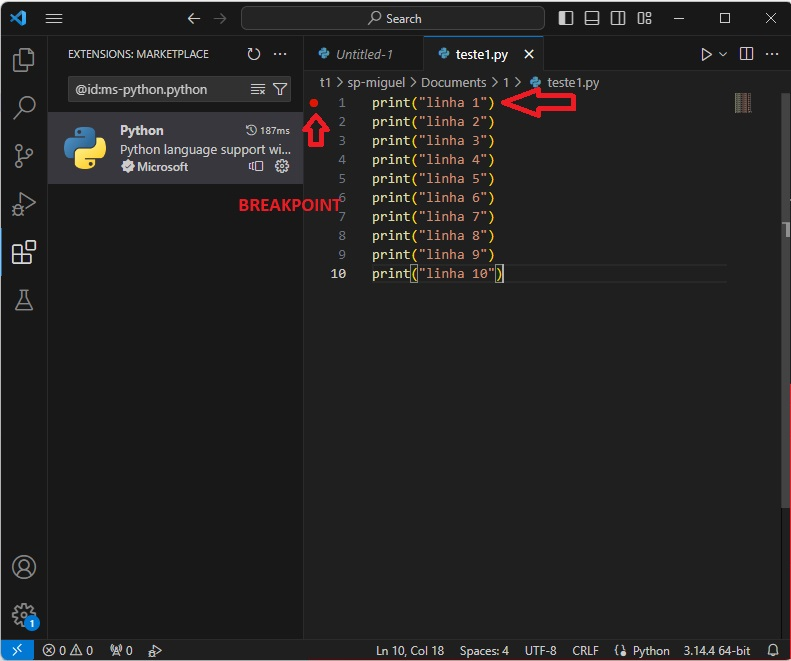 Search
EXTENSIONS: MARKETPLACE
Untitled-1
teste1.py
@id:ms-python.python
t1 > sp-miguel > Documents > 1 > teste1.py
Python
187ms
Python language support wi...
Microsoft
BREAKPOINT
1 print("linha 1")
2 print("linha 2")
3 print("linha 3")
4 print("linha 4")
5 print("linha 5")
6 print("linha 6")
7 print("linha 7")
8 print("linha 8")
9 print("linha 9")
10 print("linha 10")
1
0 0 0 Ln 10, Col 18 Spaces: 4 UTF-8 CRLF Python 3.14.4 64-bit